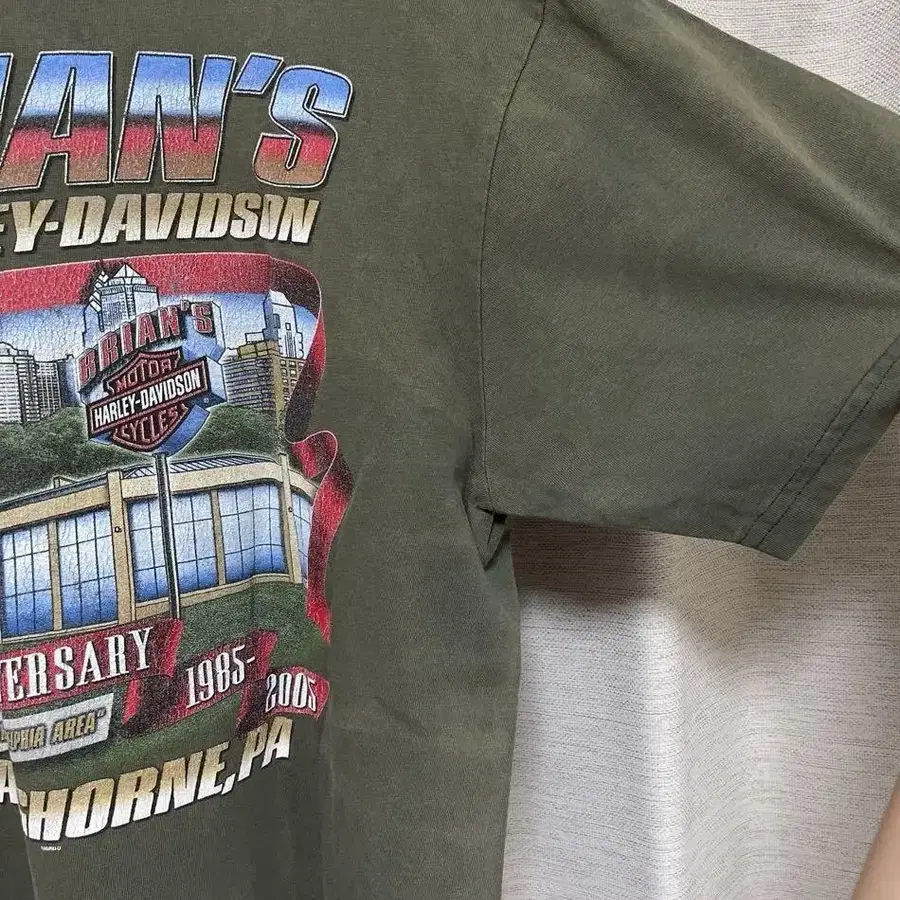 IAN'S
EY-DAVIDSON
BRIAN'S
MOTOR
HARLEY-DAVIDSON
CYCLES
ERSARY
1985-
2005
PHIA AREA"
HORNE, PA